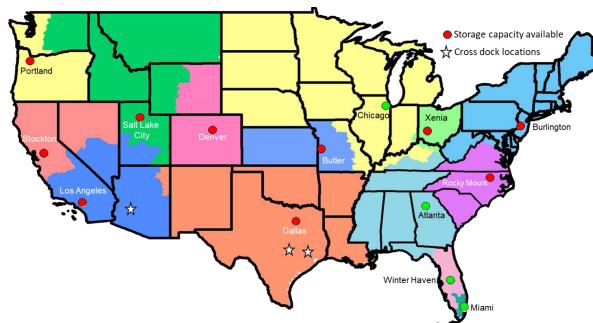 Storage capacity available
Cross dock locations
Portland
Chicago
Salt Lake
City
Xenia
Burlington
Stockton
Denver
Butler
Los Angeles
Rocky Mount
Dallas
Atlanta
Winter Haven
Miami